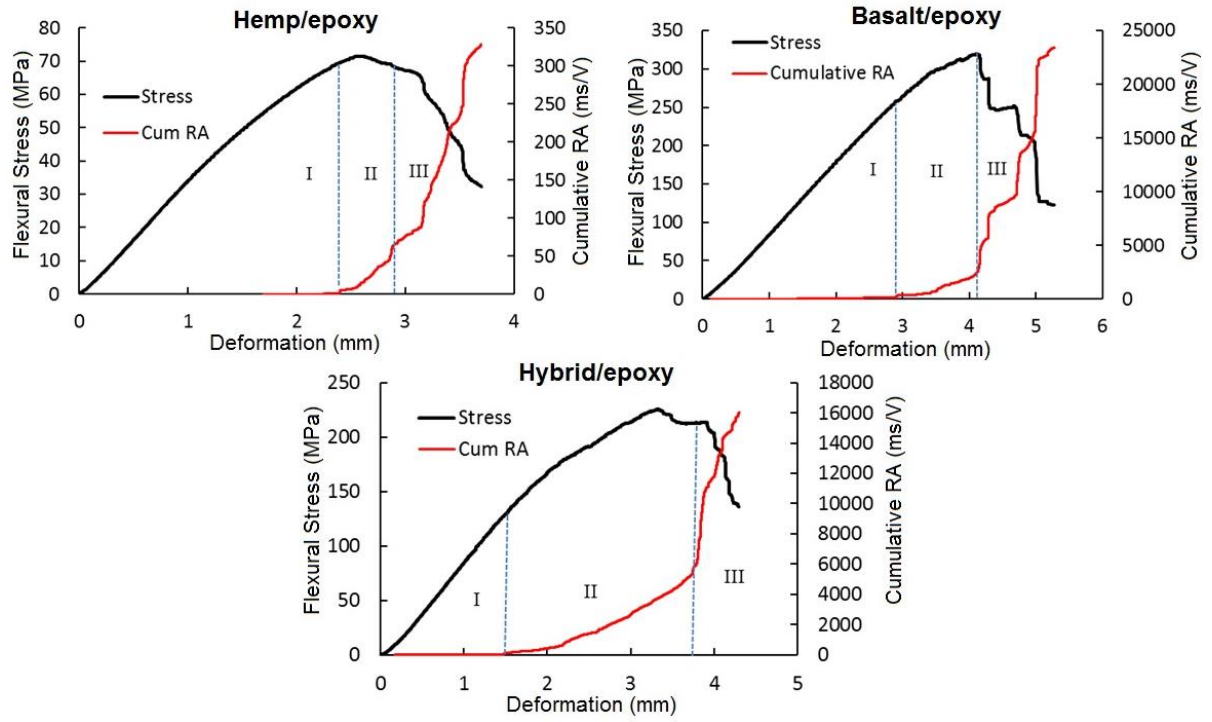 Hemp/epoxy
Flexural Stress (MPa)
80
70
60
50
40
30
20
10
0
Stress
Cum RA
I
II
III
350
300
250
200
150
100
50
0
Cumulative RA (ms/V)
0
1
2
3
4
Deformation (mm)
Basalt/epoxy
Flexural Stress (MPa)
350
300
250
200
150
100
50
0
Stress
Cumulative RA
I
II
III
25000
20000
15000
10000
5000
0
Cumulative RA (ms/V)
0
1
2
3
4
5
6
Deformation (mm)
Hybrid/epoxy
Flexural Stress (MPa)
250
200
150
100
50
0
Stress
Cum RA
I
II
III
18000
16000
14000
12000
10000
8000
6000
4000
2000
0
Cumulative RA (ms/V)
0
1
2
3
4
5
Deformation (mm)